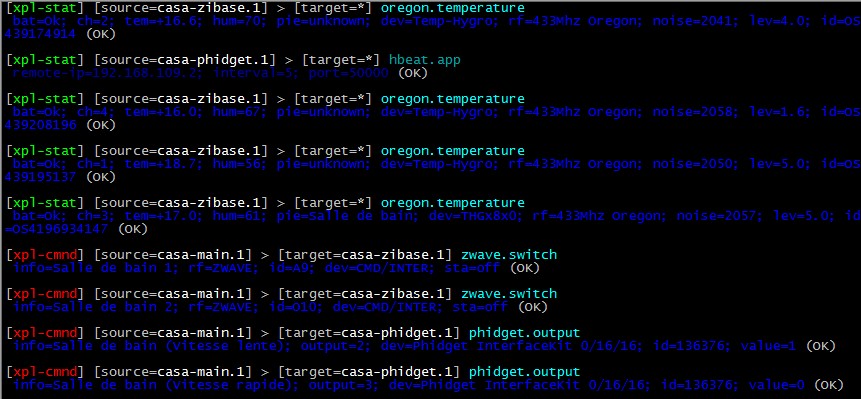 [xpl-stat] [source=casa-zibase.1] > [target=*] oregon.temperature
bat=Ok; ch=2; tem=+16.6; hum=70; pie=unknown; dev=Temp-Hygro; rf=433Mhz Oregon; noise=2041; lev=4.0; id=OS
439174914 (OK)
[xpl-stat] [source=casa-phidget.1] > [target=*] hbeat.app
remote-ip=192.168.109.2; interval=5; port=50000 (OK)
[xpl-stat] [source=casa-zibase.1] > [target=*] oregon.temperature
bat=Ok; ch=4; tem=+16.0; hum=67; pie=unknown; dev=Temp-Hygro; rf=433Mhz Oregon; noise=2058; lev=1.6; id=OS
439208196 (OK)
[xpl-stat] [source=casa-zibase.1] > [target=*] oregon.temperature
bat=Ok; ch=1; tem=+18.7; hum=56; pie=unknown; dev=Temp-Hygro; rf=433Mhz Oregon; noise=2050; lev=5.0; id=OS
439195137 (OK)
[xpl-stat] [source=casa-zibase.1] > [target=*] oregon.temperature
bat=Ok; ch=3; tem=+17.0; hum=61; pie=Salle de bain; dev=THGx8x0; rf=433Mhz Oregon; noise=2057; lev=5.0; id
=OS4196934147 (OK)
[xpl-cmnd] [source=casa-main.1] > [target=casa-zibase.1] zwave.switch
info=Salle de bain 1; rf=ZWAVE; id=A9; dev=CMD/INTER; sta=off (OK)
[xpl-cmnd] [source=casa-main.1] > [target=casa-zibase.1] zwave.switch
info=Salle de bain 2; rf=ZWAVE; id=O10; dev=CMD/INTER; sta=off (OK)
[xpl-cmnd] [source=casa-main.1] > [target=casa-phidget.1] phidget.output
info=Salle de bain (Vitesse lente); output=2; dev=Phidget InterfaceKit 0/16/16; id=136376; value=1 (OK)
[xpl-cmnd] [source=casa-main.1] > [target=casa-phidget.1] phidget.output
info=Salle de bain (Vitesse rapide); output=3; dev=Phidget InterfaceKit 0/16/16; id=136376; value=0 (OK)